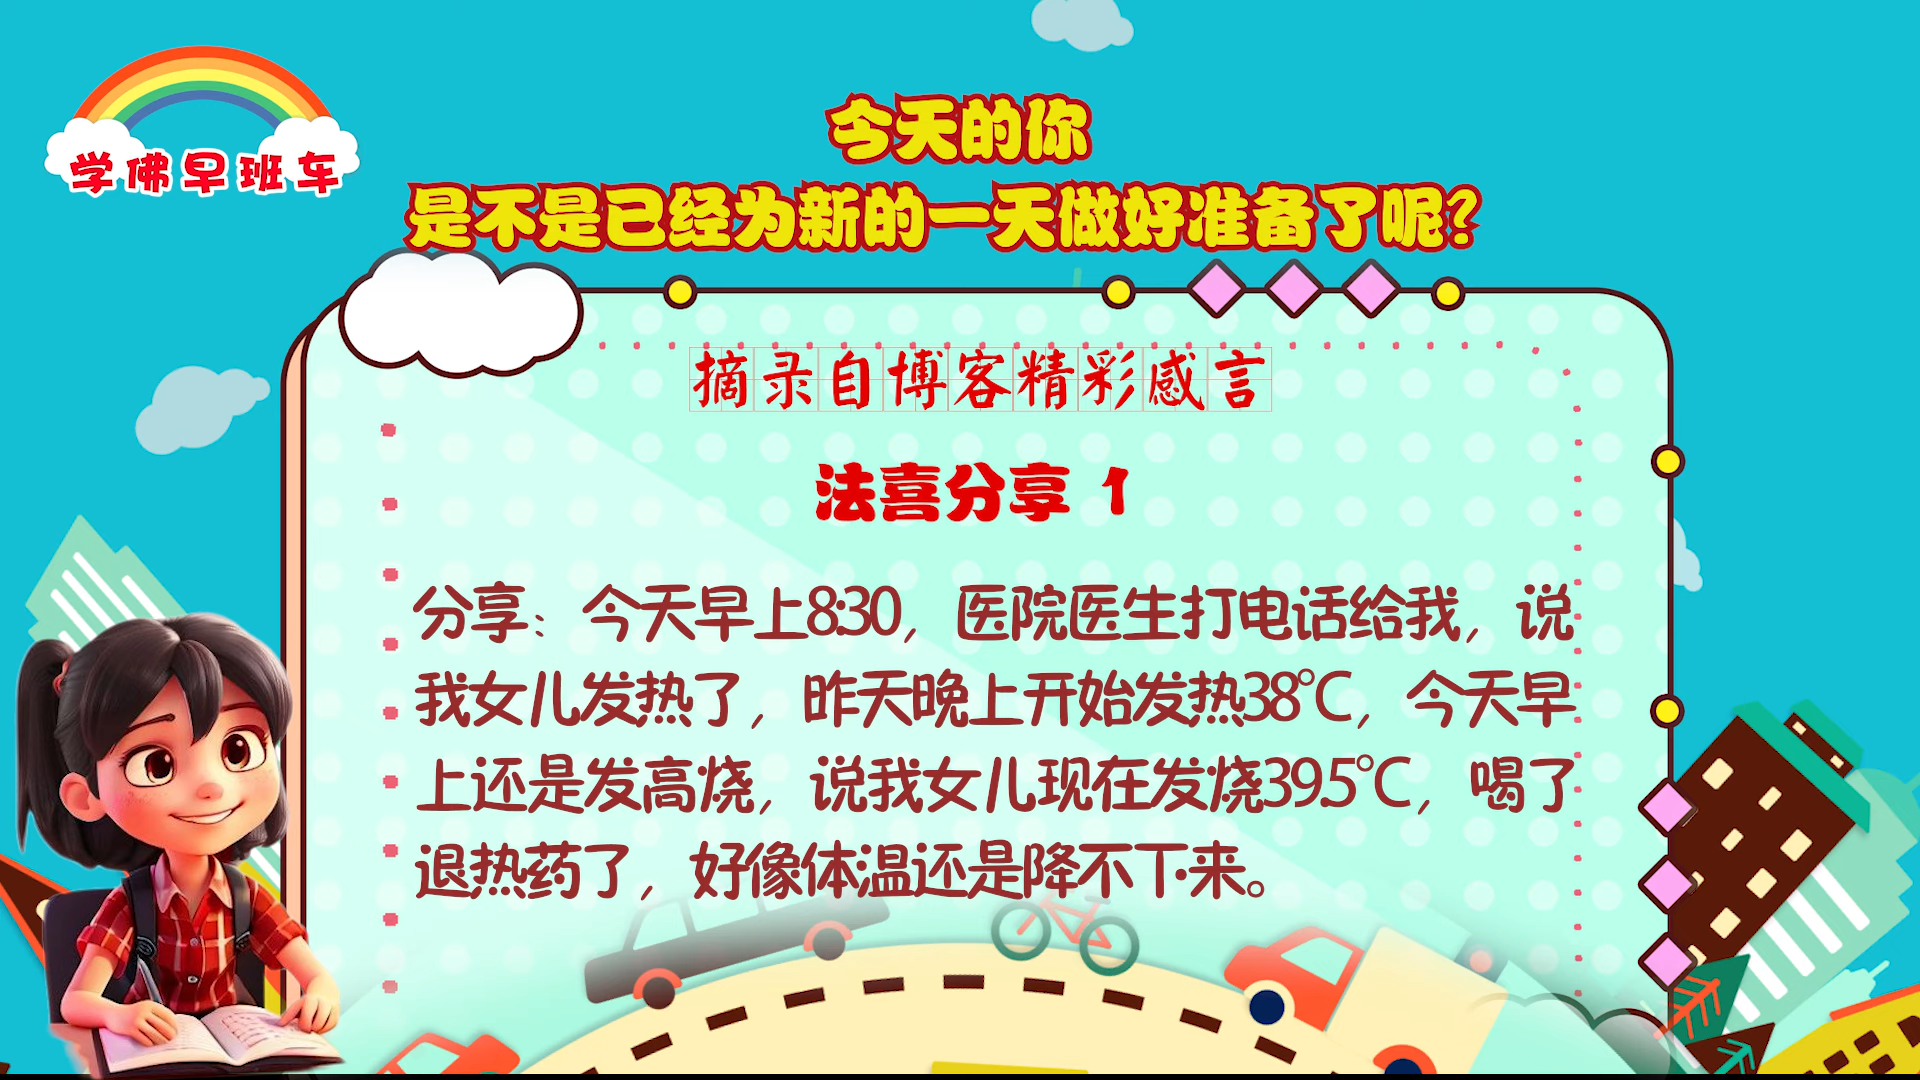 学佛早班车
今天的你
是不是已经为新的一天做好准备了呢?
摘录自博客精彩感言
法喜分享 1
分享：今天早上8:30，医院医生打电话给我，说
我女儿发热了，昨天晚上开始发热38℃，今天早
上还是发高烧，说我女儿现在发烧39.5℃，喝了
退热药了，好像体温还是降不下来。